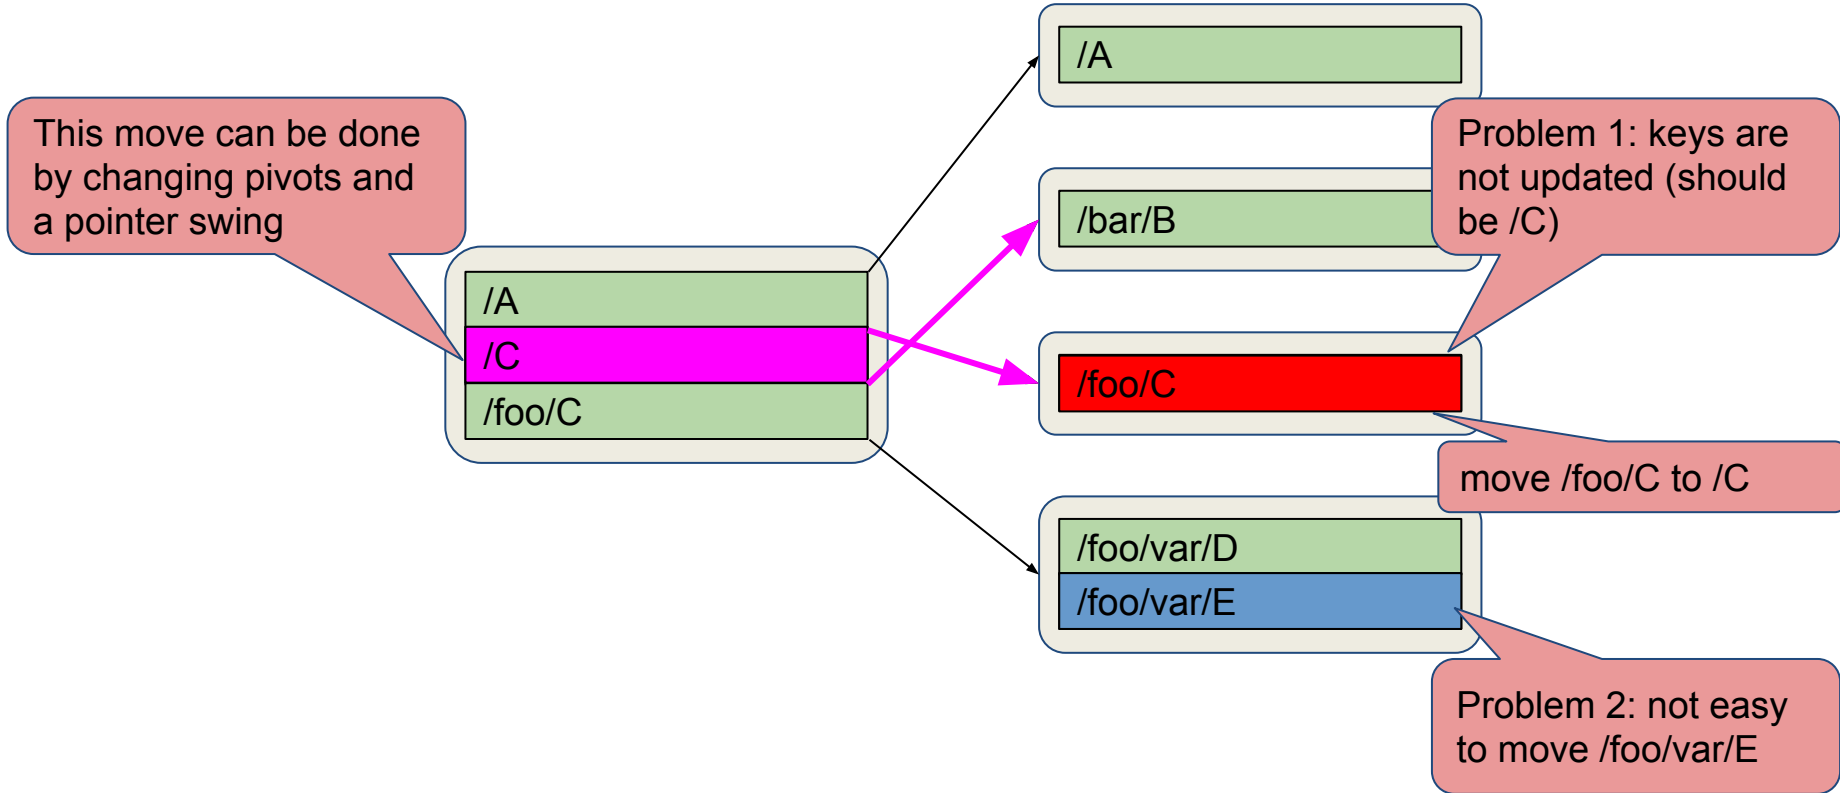 This move can be done
by changing pivots and
a pointer swing
/A
/C
/foo/C
/A
/bar/B
/foo/C
/foo/var/D
/foo/var/E
Problem 1: keys are
not updated (should
be /C)
move /foo/C to /C
Problem 2: not easy
to move /foo/var/E